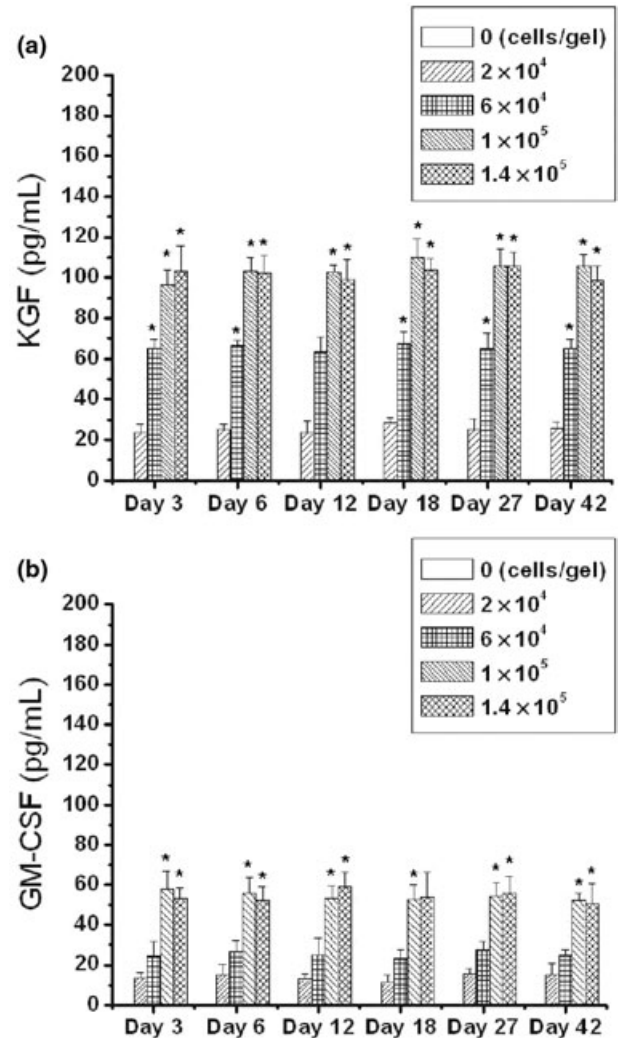 (a)
0 (cells/gel)
2×10⁴
6×10⁴
1×10⁵
1.4×10⁵
200
180
160
140
120
100
80
60
40
20
0
KGF (pg/mL)
* * *
* * *
* *
* * *
* * *
* * *
Day 3 Day 6 Day 12 Day 18 Day 27 Day 42
(b)
0 (cells/gel)
2×10⁴
6×10⁴
1×10⁵
1.4×10⁵
200
180
160
140
120
100
80
60
40
20
0
GM-CSF (pg/mL)
* *
* *
* *
*
* *
* *
Day 3 Day 6 Day 12 Day 18 Day 27 Day 42